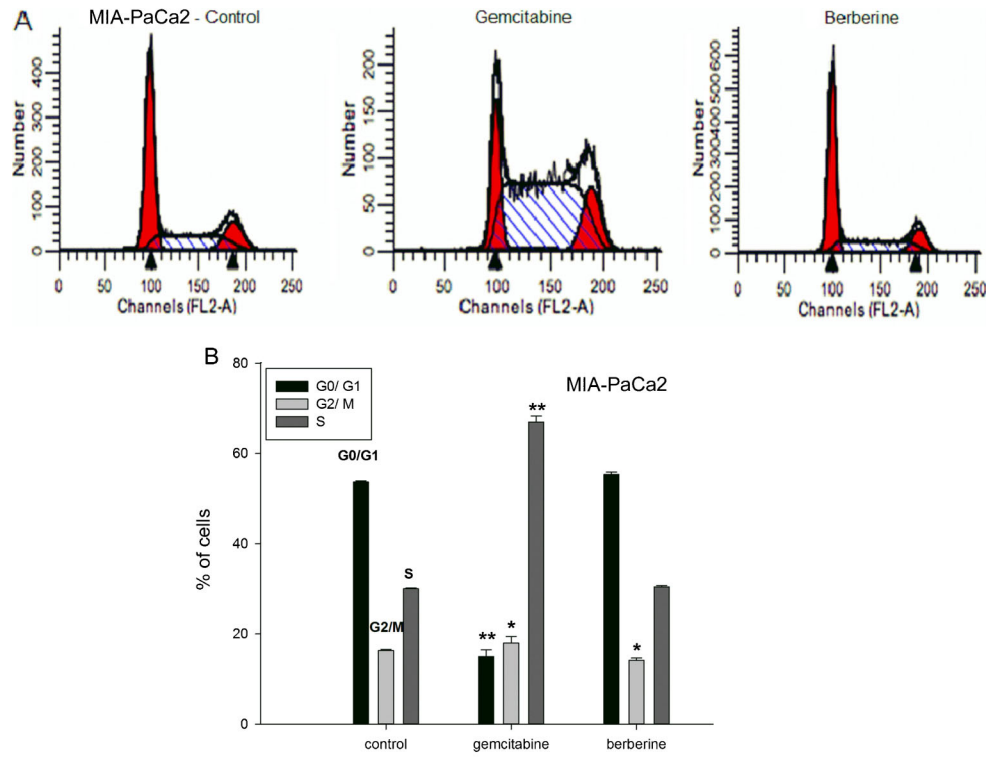 A
MIA-PaCa2 - Control
Number
400
300
200
100
0
0 50 100 150 200 250
Channels (FL2-A)
Gemcitabine
Number
200
150
100
50
0
0 50 100 150 200 250
Channels (FL2-A)
Berberine
Number
600
500
400
300
200
100
0
0 50 100 150 200 250
Channels (FL2-A)
B
MIA-PaCa2
G0/ G1
G2/ M
S
% of cells
80
60
40
20
0
G0/G1
G2/M
S
**
*
**
*
control gemcitabine berberine